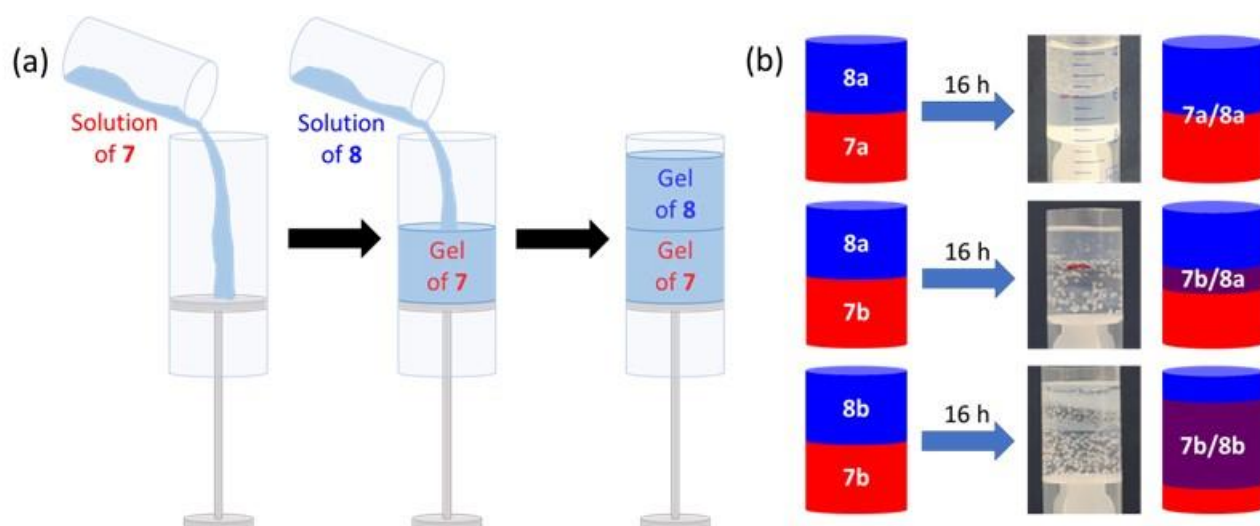 (a)
Solution
of 7
Solution
of 8
Gel
of 7
Gel
of 8
Gel
of 7
(b)
8a
7a
16 h
7a/8a
8a
7b
16 h
7b/8a
8b
7b
16 h
7b/8b